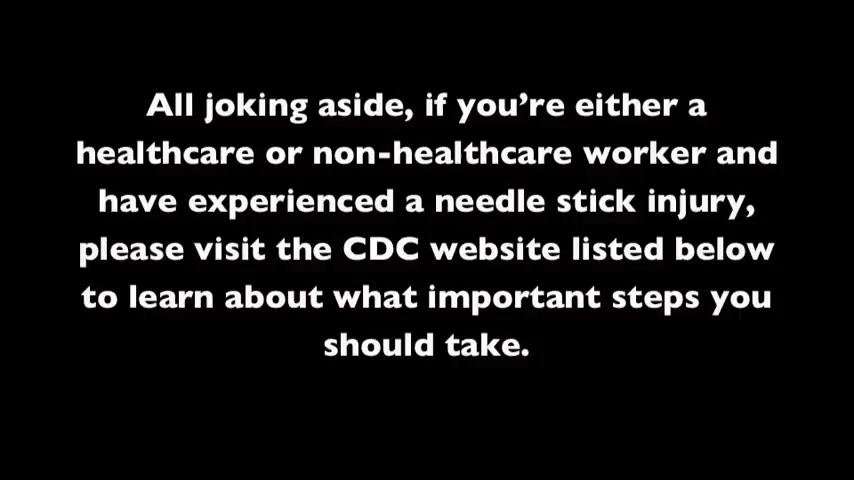 All joking aside, if you’re either a
healthcare or non-healthcare worker and
have experienced a needle stick injury,
please visit the CDC website listed below
to learn about what important steps you
should take.